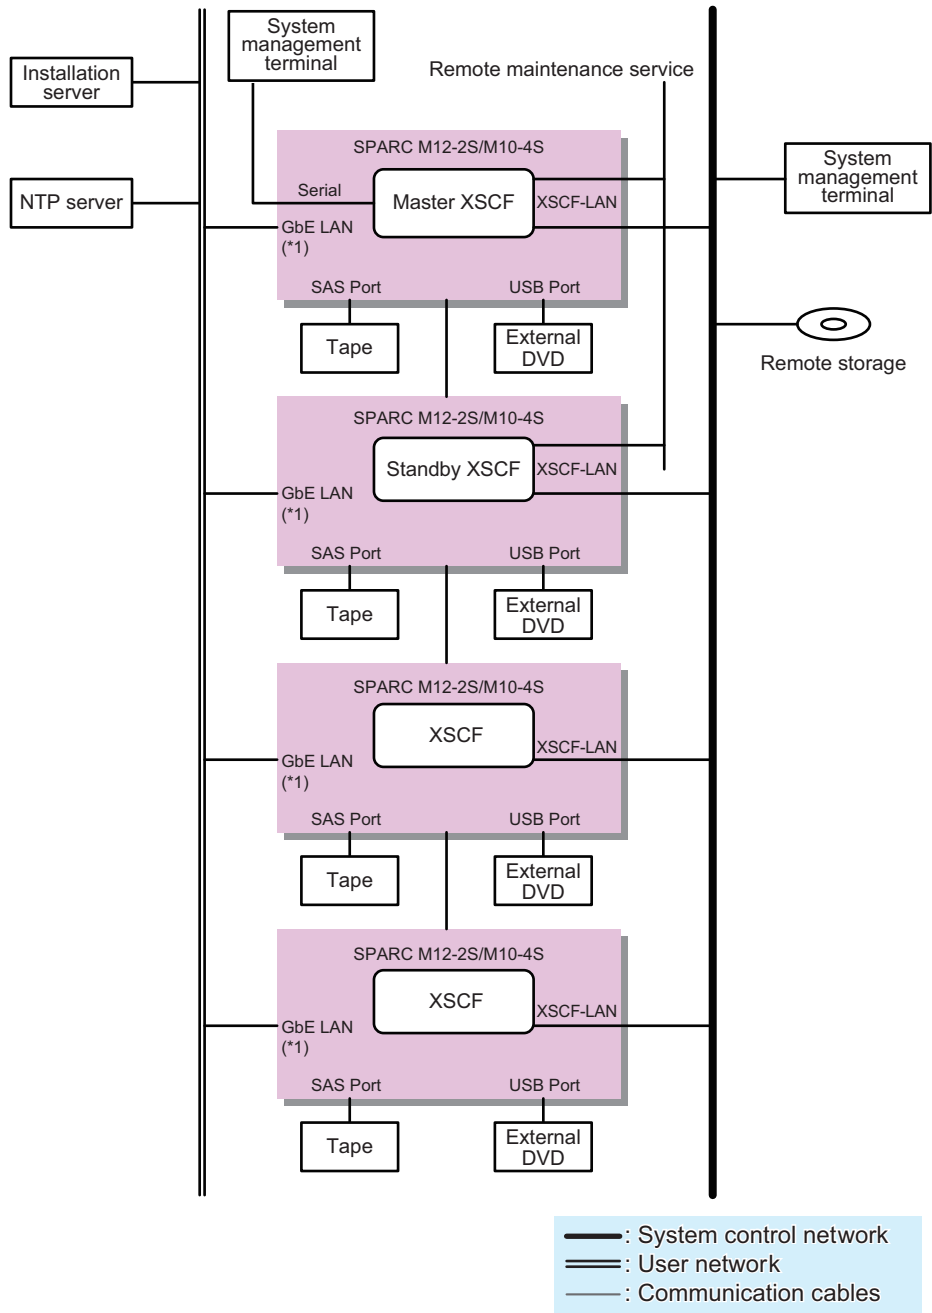 System
management
terminal
Installation
server
Remote maintenance service
SPARC M12-2S/M10-4S
System
management
terminal
Serial
Master XSCF
XSCF-LAN
NTP server
GbE LAN
(*1)
SAS Port
USB Port
Tape
External
DVD
Remote storage
SPARC M12-2S/M10-4S
Standby XSCF
XSCF-LAN
GbE LAN
(*1)
SAS Port
USB Port
Tape
External
DVD
SPARC M12-2S/M10-4S
XSCF
XSCF-LAN
GbE LAN
(*1)
SAS Port
USB Port
Tape
External
DVD
SPARC M12-2S/M10-4S
XSCF
XSCF-LAN
GbE LAN
(*1)
SAS Port
USB Port
Tape
External
DVD
: System control network
: User network
: Communication cables